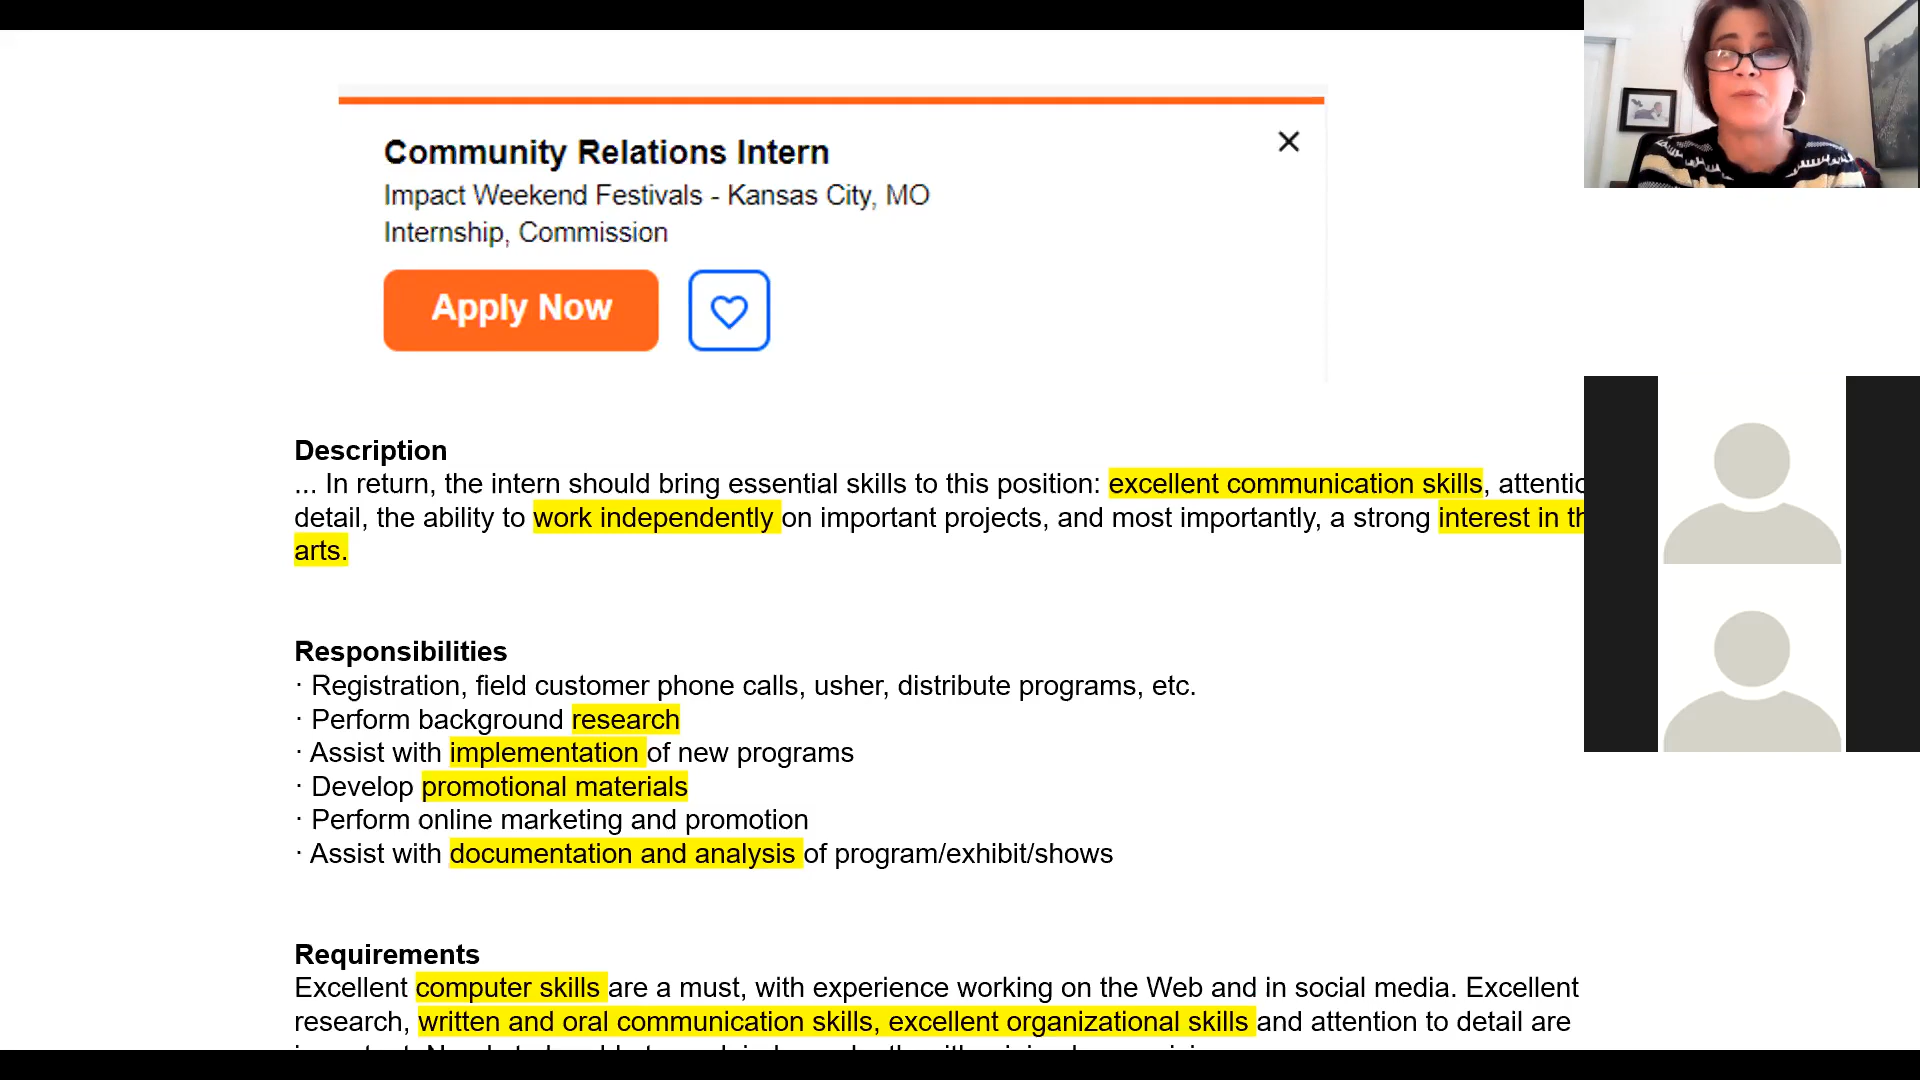 Community Relations Intern
Impact Weekend Festivals - Kansas City, MO
Internship, Commission
Apply Now
Description
... In return, the intern should bring essential skills to this position: excellent communication skills,
detail, the ability to work independently on important projects, and most importantly, a strong interest in
arts.
Responsibilities
· Registration, field customer phone calls, usher, distribute programs, etc.
· Perform background research
· Assist with implementation of new programs
· Develop promotional materials
· Perform online marketing and promotion
· Assist with documentation and analysis of program/exhibit/shows
Requirements
Excellent computer skills are a must, with experience working on the Web and in social media. Excellent
research, written and oral communication skills, excellent organizational skills and attention to detail are